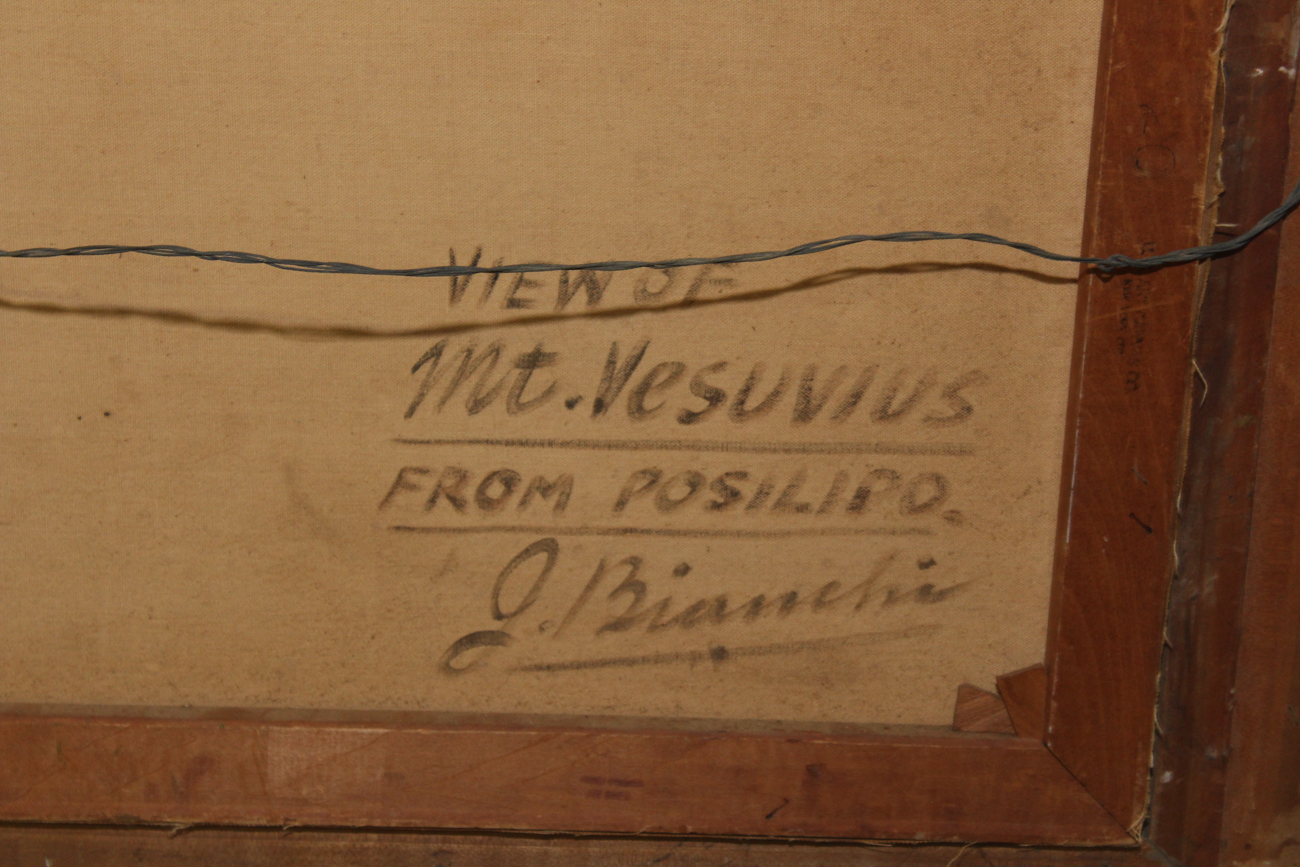 VIEW OF
Mt. Vesuvius
FROM POSILIPO.
J. Bianchi